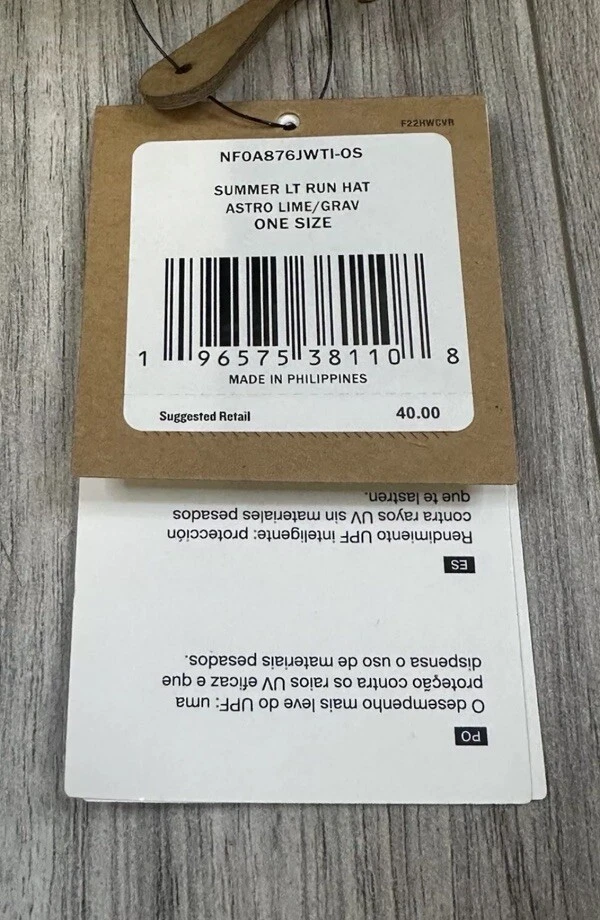 F22HWCVR
NF0A876JWTI-OS
SUMMER LT RUN HAT
ASTRO LIME/GRAV
ONE SIZE
1 96575 38110 8
MADE IN PHILIPPINES
Suggested Retail 40.00
PO
O desempenho mais leve do UPF: uma
proteção contra os raios UV eficaz e que
dispensa o uso de materiais pesados.
ES
Rendimiento UPF inteligente: protección
contra rayos UV sin materiales pesados
que te lastren.